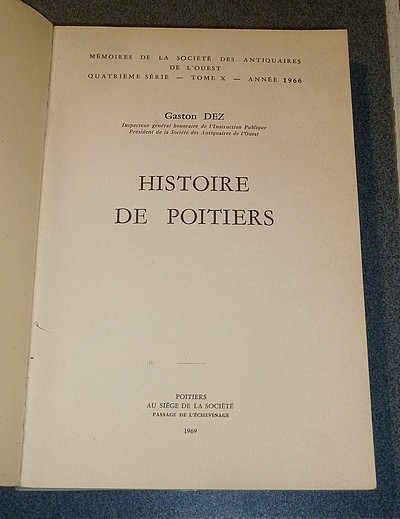 MÉMOIRES DE LA SOCIÉTÉ DES ANTIQUAIRES
DE L'OUEST
QUATRIÈME SÉRIE — TOME X — ANNÉE 1966
Gaston DEZ
Inspecteur général honoraire de l'Instruction Publique
Président de la Société des Antiquaires de l'Ouest
HISTOIRE
DE POITIERS
POITIERS
AU SIÈGE DE LA SOCIÉTÉ
PASSAGE DE L'ÉCHEVINAGE
1969